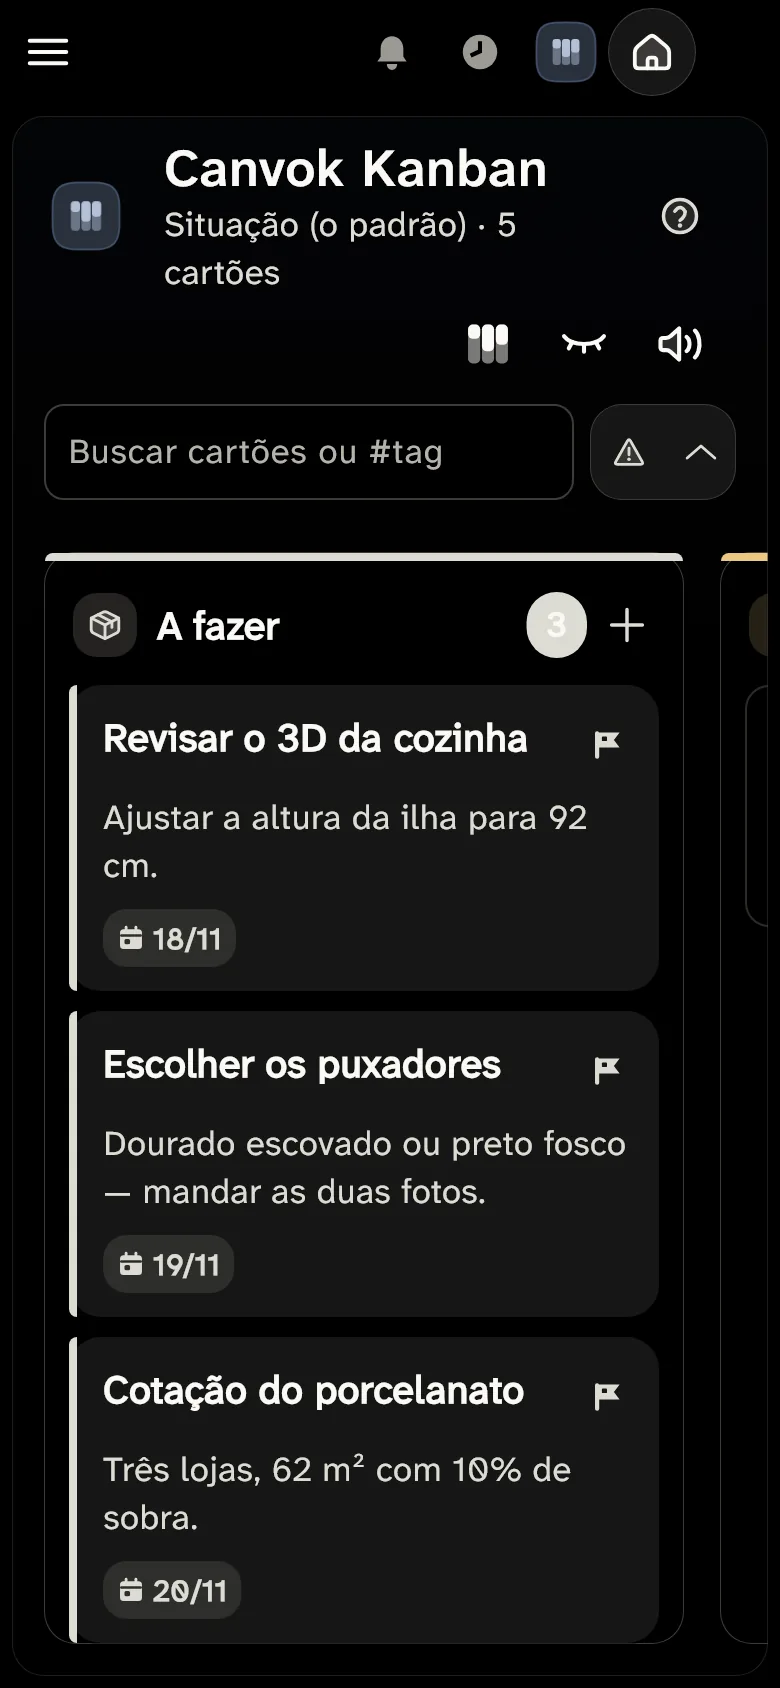 Canvok Kanban
Situação (o padrão) · 5
cartões
Buscar cartões ou #tag
A fazer
3
Revisar o 3D da cozinha
Ajustar a altura da ilha para 92
cm.
18/11
Escolher os puxadores
Dourado escovado ou preto fosco
— mandar as duas fotos.
19/11
Cotação do porcelanato
Três lojas, 62 m² com 10% de
sobra.
20/11